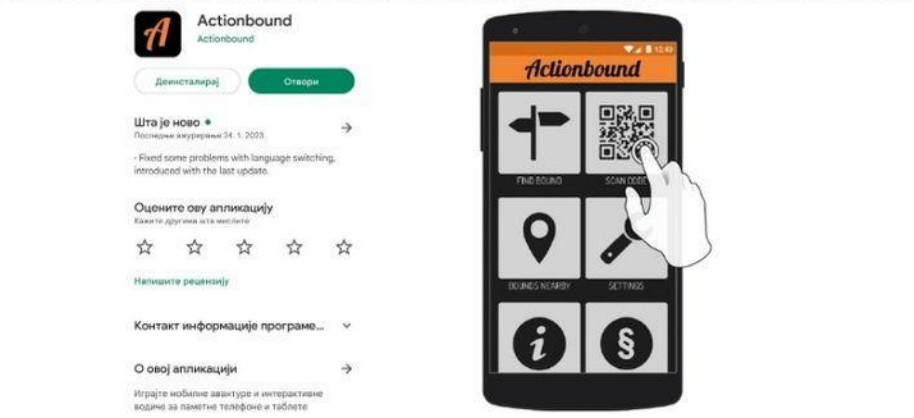 Actionbound
Actionbound
Деинсталирај
Отвори
Шта је ново
Последње ажурирање 24. 1. 2023.
- Fixed some problems with language switching,
introduced with the last update.
Оцените ову апликацију
Кажите другима шта мислите
Напишите рецензију
Контакт информације програме...
О овој апликацији
Играјте мобилне авантуре и интерактивне
водиче за паметне телефоне и таблете
12:43
Actionbound
FIND BOUND
SCAN CODE
BOUNDS NEARBY
SETTINGS